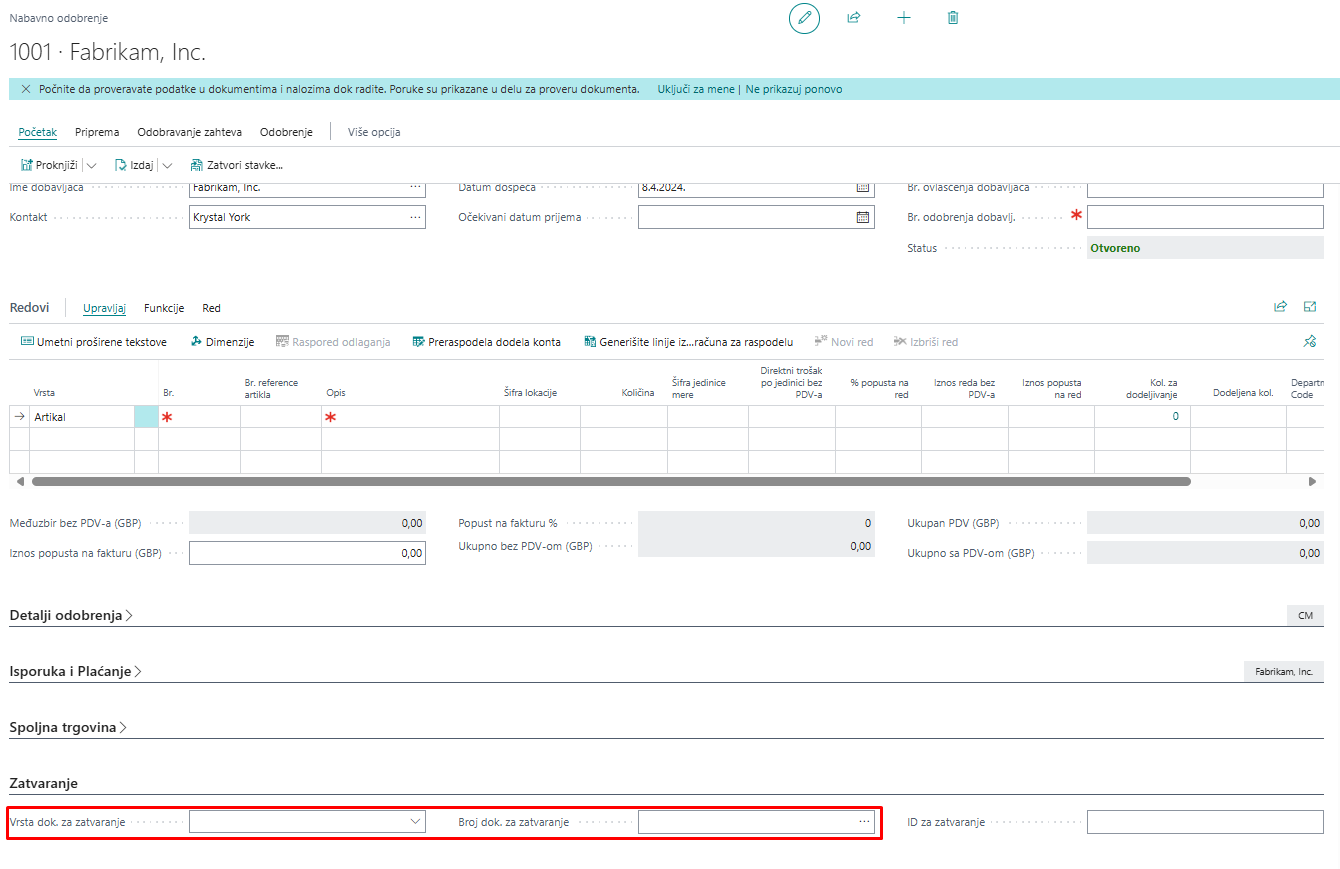 Nabavno odobrenje
1001 · Fabrikam, Inc.
Počnite da proveravate podatke u dokumentima i nalozima dok radite. Poruke su prikazane u delu za proveru dokumenta. Uključi za mene | Ne prikazuj ponovo
Početak Priprema Odobravanje zahteva Odobrenje Više opcija
Proknjiži Izdaj Zatvori stavke...
Ime dobavljača Fabrikam, Inc. Datum dospeća 8.4.2024. Br. ovlašćenja dobavljača
Kontakt Krystal York Očekivani datum prijema Br. odobrenja dobavlj.
Status Otvoreno
Redovi Upravljaj Funkcije Red
Umetni proširene tekstove Dimenzije Raspored odlaganja Preraspodela dodela konta Generišite linije iz...računa za raspodelu Novi red Izbriši red
Vrsta Br. Br. reference artikla Opis Šifra lokacije Količina Šifra jedinice mere Direktni trošak po jedinici bez PDV-a % popusta na red Iznos reda bez PDV-a Iznos popusta na red Kol. za dodeljivanje Dodeljena kol. Departm Code
Artikal 0
Međuzbir bez PDV-a (GBP) 0,00 Popust na fakturu % 0 Ukupan PDV (GBP) 0,00
Iznos popusta na fakturu (GBP) 0,00 Ukupno bez PDV-om (GBP) 0,00 Ukupno sa PDV-om (GBP) 0,00
Detalji odobrenja CM
Isporuka i Plaćanje Fabrikam, Inc.
Spoljna trgovina
Zatvaranje
Vrsta dok. za zatvaranje Broj dok. za zatvaranje ID za zatvaranje